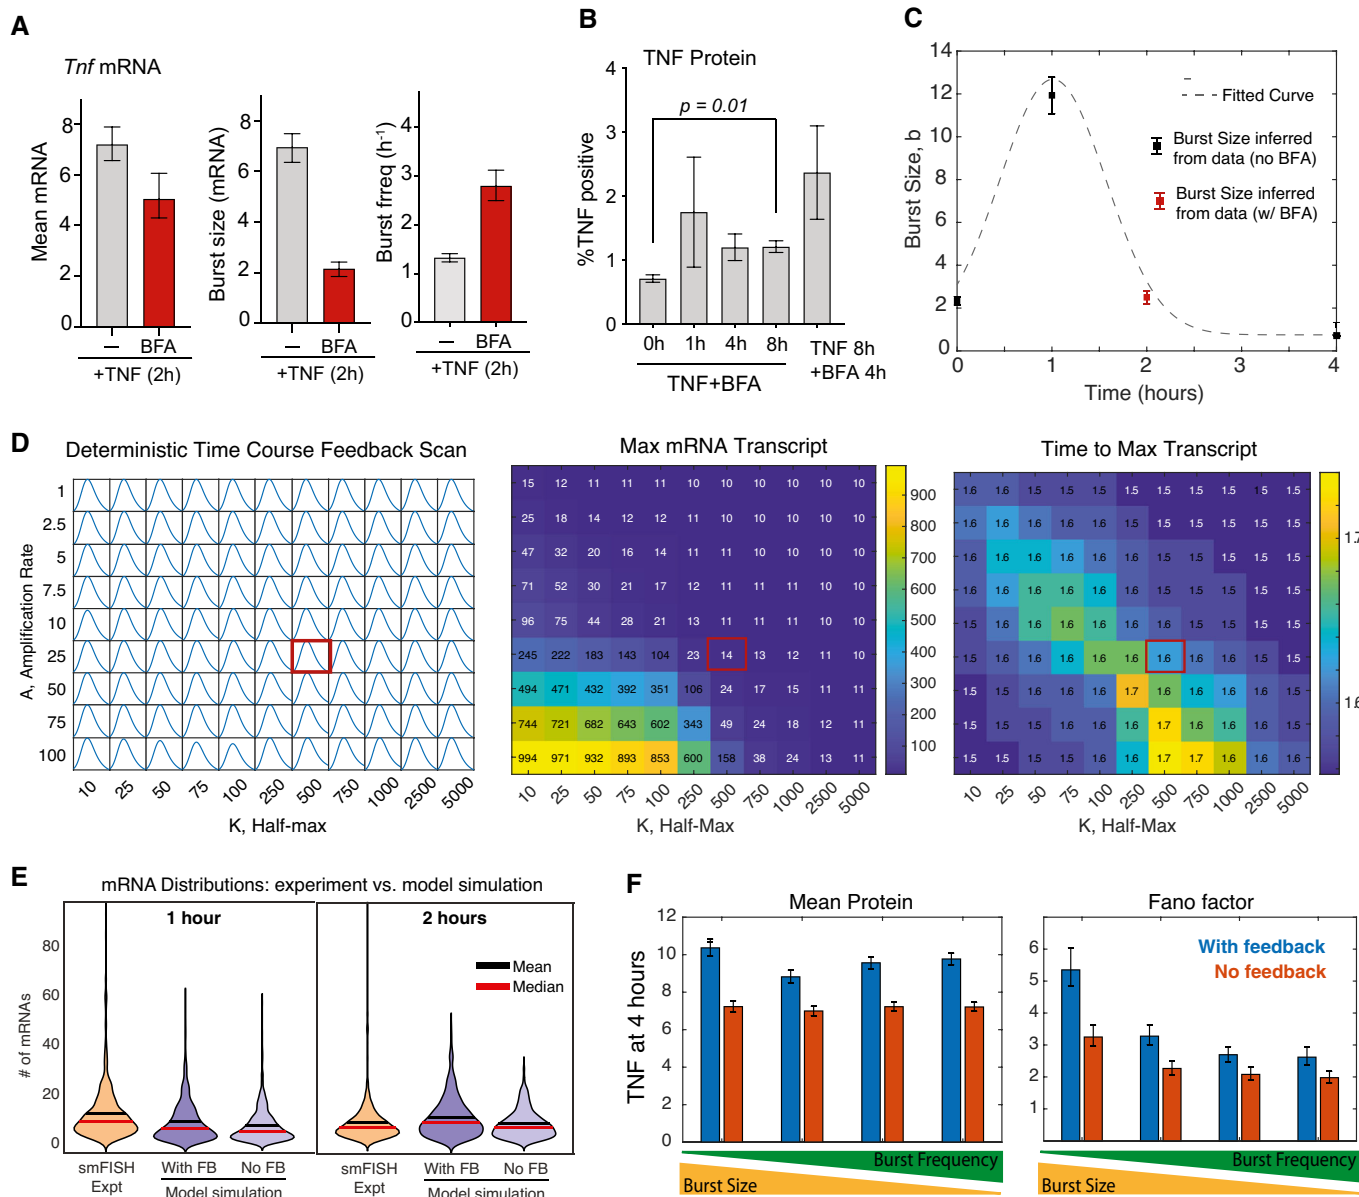 A
Tnf mRNA
Mean mRNA
8
6
4
2
0
–
BFA
+TNF (2h)
Burst size (mRNA)
8
6
4
2
0
–
BFA
+TNF (2h)
Burst frreq (h⁻¹)
4
3
2
1
0
–
BFA
+TNF (2h)
B
TNF Protein
%TNF positive
4
3
2
1
0
p = 0.01
0h 1h 4h 8h
TNF+BFA
TNF 8h
+BFA 4h
C
Burst Size, b
14
12
10
8
6
4
2
0
0 1 2 3 4
Time (hours)
Fitted Curve
Burst Size inferred
from data (no BFA)
Burst Size inferred
from data (w/ BFA)
D
Deterministic Time Course Feedback Scan
A, Amplification Rate
1
2.5
5
7.5
10
25
50
75
100
10 25 50 75 100 250 500 750 1000 2500 5000
K, Half-max
Max mRNA Transcript
15 12 11 11 11 10 10 10 10 10
25 18 14 12 12 11 10 10 10 10
47 32 20 16 14 11 11 10 10 10
71 52 30 21 17 12 11 11 10 10
96 75 44 28 21 13 11 11 10 10
245 222 183 143 104 23 14 13 12 11 10
494 471 432 392 351 106 24 17 15 11 11
744 721 682 643 602 343 49 24 18 12 11
994 971 932 893 853 600 158 38 24 13 11
10 25 50 75 100 250 500 750 1000 2500 5000
K, Half-Max
900
800
700
600
500
400
300
200
100
Time to Max Transcript
1.6 1.6 1.5 1.5 1.5 1.5 1.5 1.5 1.5
1.6 1.6 1.6 1.6 1.6 1.5 1.5 1.5 1.5
1.6 1.6 1.6 1.6 1.6 1.5 1.5 1.5 1.5
1.6 1.6 1.6 1.6 1.6 1.5 1.5 1.5 1.5
1.6 1.6 1.6 1.6 1.6 1.6 1.5 1.5 1.5
1.5 1.6 1.6 1.6 1.6 1.6 1.6 1.6 1.6 1.5 1.5
1.5 1.5 1.6 1.6 1.6 1.7 1.6 1.6 1.6 1.6 1.5
1.5 1.5 1.5 1.6 1.6 1.6 1.7 1.6 1.6 1.6 1.5
1.5 1.5 1.5 1.6 1.6 1.6 1.7 1.7 1.6 1.6 1.5
10 25 50 75 100 250 500 750 1000 2500 5000
K, Half-Max
1.7
1.6
E
mRNA Distributions: experiment vs. model simulation
# of mRNAs
80
60
40
20
0
1 hour
2 hours
Mean
Median
smFISH
Expt
With FB
No FB
Model simulation
smFISH
Expt
With FB
No FB
Model simulation
F
Mean Protein
TNF at 4 hours
12
10
8
6
4
2
0
Burst Frequency
Burst Size
Fano factor
With feedback
No feedback
6
5
4
3
2
1
Burst Frequency
Burst Size